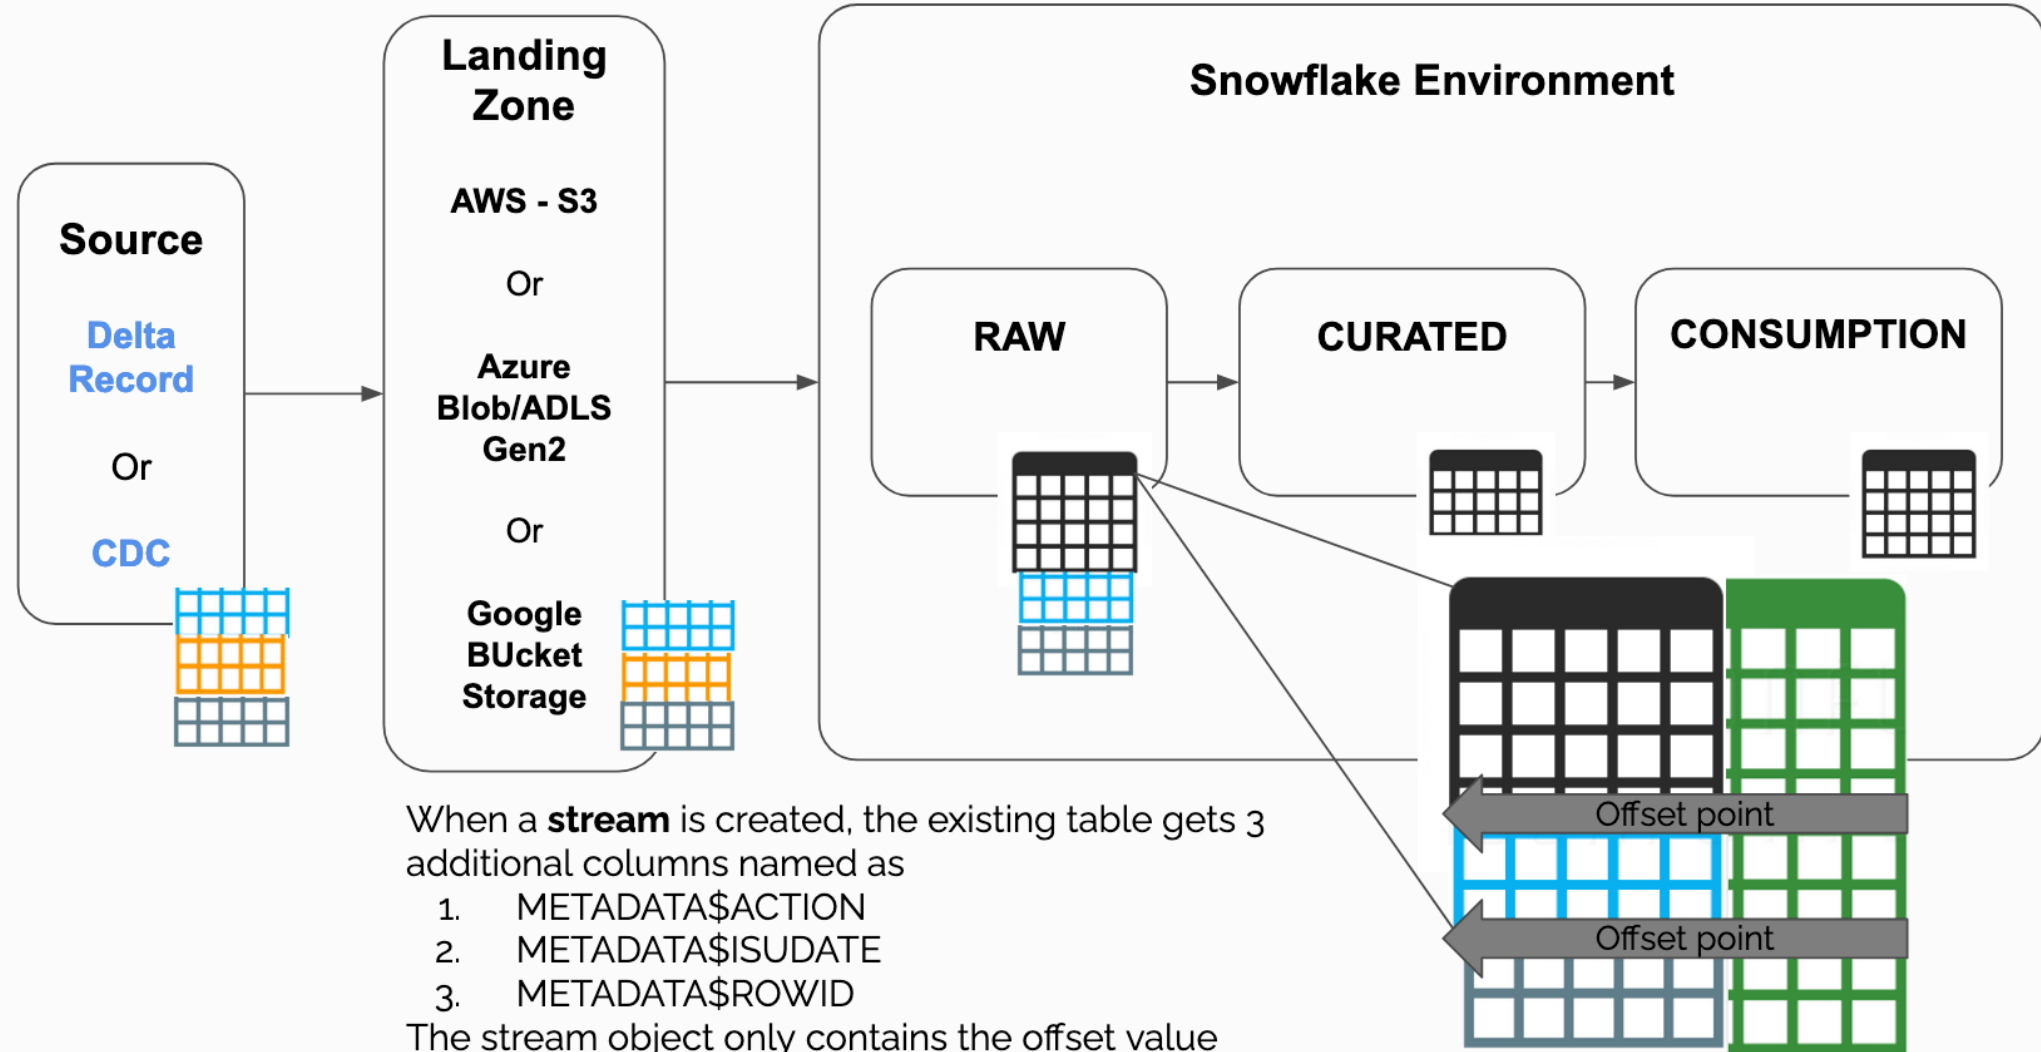 Source
Delta
Record
Or
CDC
Landing
Zone
AWS - S3
Or
Azure
Blob/ADLS
Gen2
Or
Google
BUcket
Storage
Snowflake Environment
RAW
CURATED
CONSUMPTION
Offset point
Offset point
When a stream is created, the existing table gets 3
additional columns named as
1. METADATA$ACTION
2. METADATA$ISUDATE
3. METADATA$ROWID
The stream object only contains the offset value